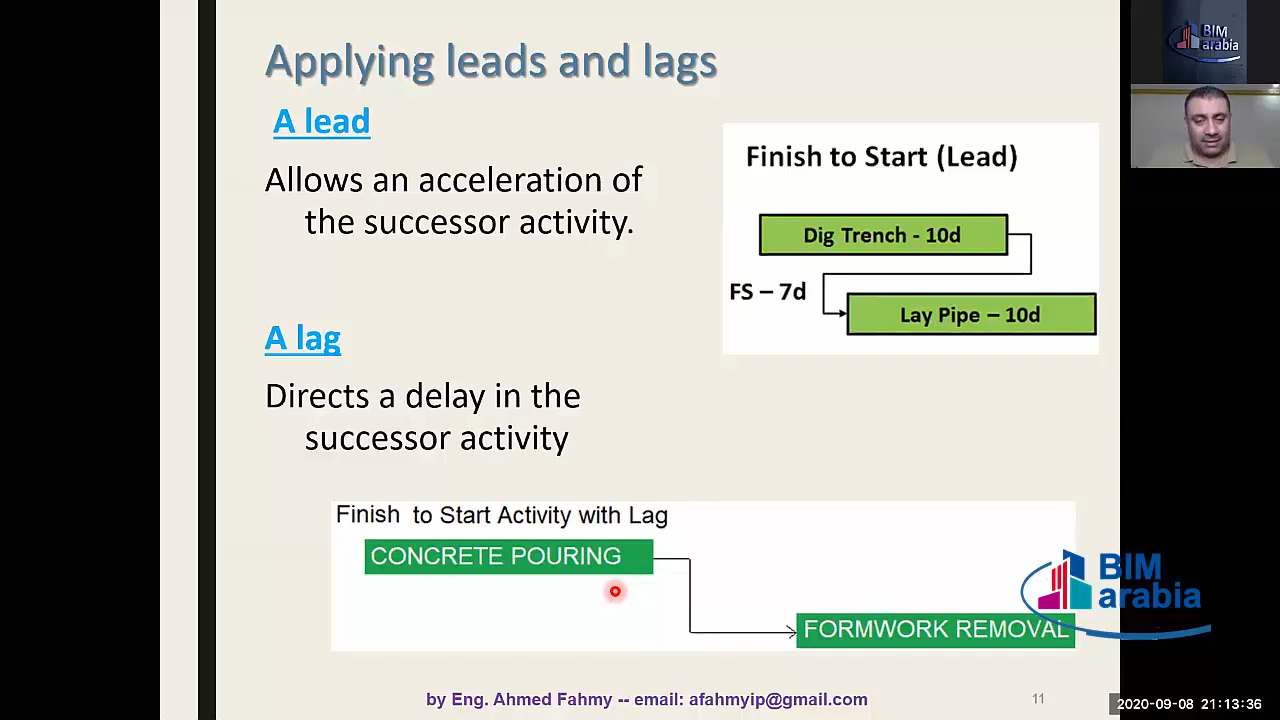 Applying leads and lags
A lead
Allows an acceleration of
the successor activity.
Finish to Start (Lead)
Dig Trench - 10d
FS – 7d
Lay Pipe – 10d
A lag
Directs a delay in the
successor activity
Finish to Start Activity with Lag
CONCRETE POURING
FORMWORK REMOVAL
by Eng. Ahmed Fahmy -- email: afahmyip@gmail.com
11
BIM
arabia
BIM
arabia
2020-09-08 21:13:36